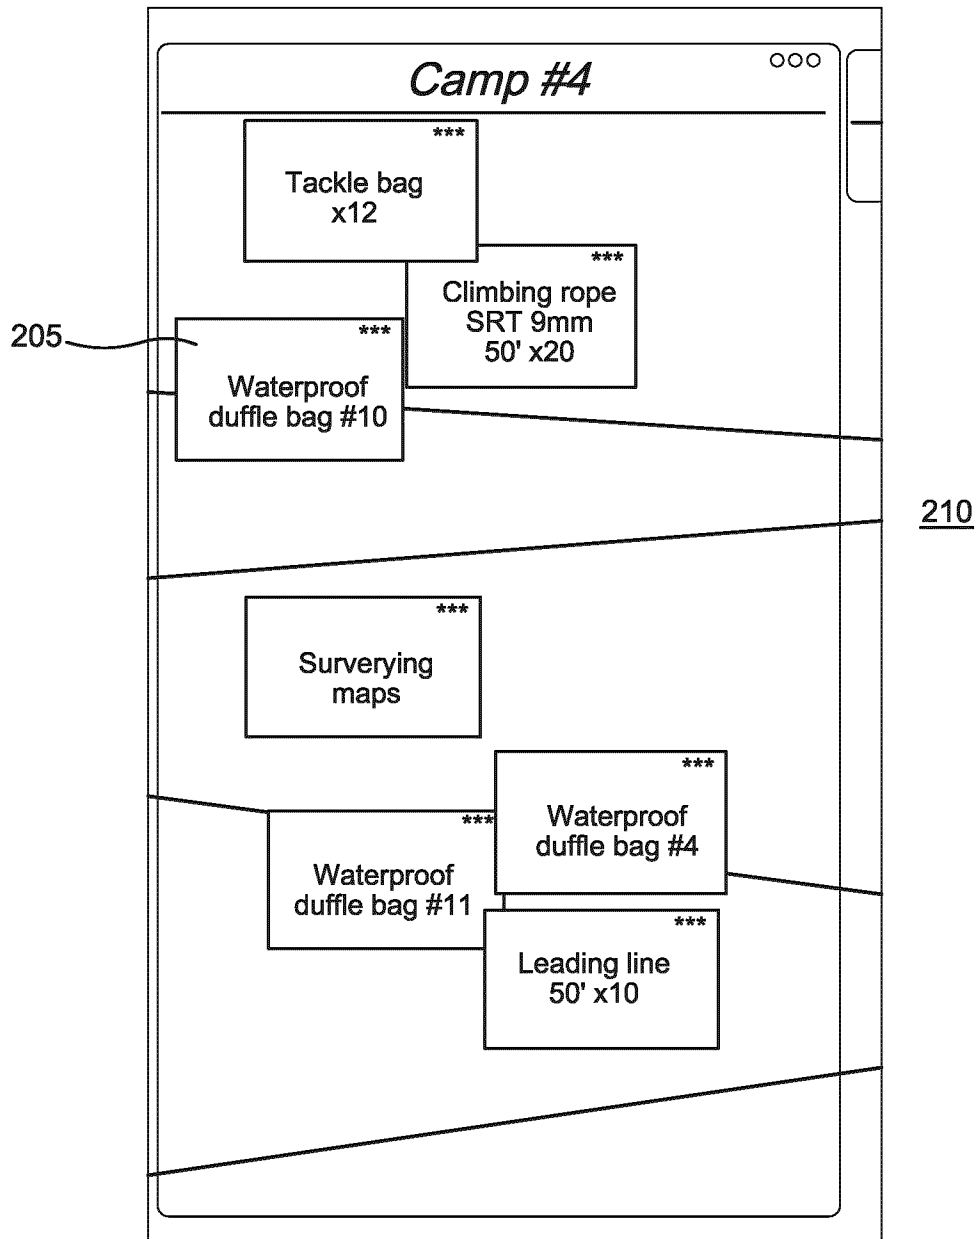 Camp #4
***
Tackle bag
x12
***
Climbing rope
SRT 9mm
50' x20
205
***
Waterproof
duffle bag #10
210
***
Surverying
maps
***
Waterproof
duffle bag #4
***
Waterproof
duffle bag #11
***
Leading line
50' x10